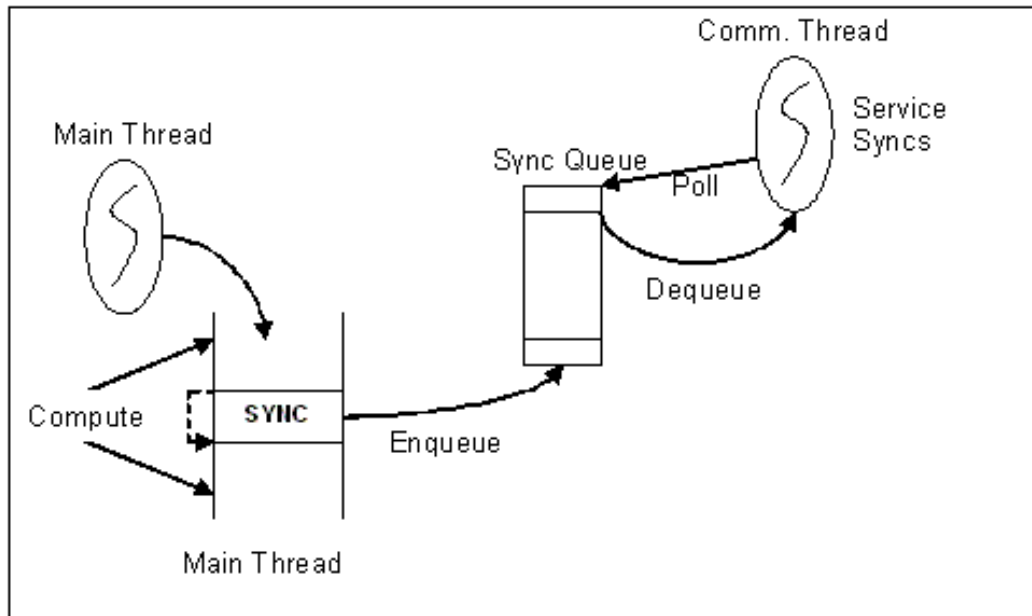 Comm. Thread
Service
Syncs
Main Thread
Sync Queue
Poll
Dequeue
SYNC
Compute
Enqueue
Main Thread